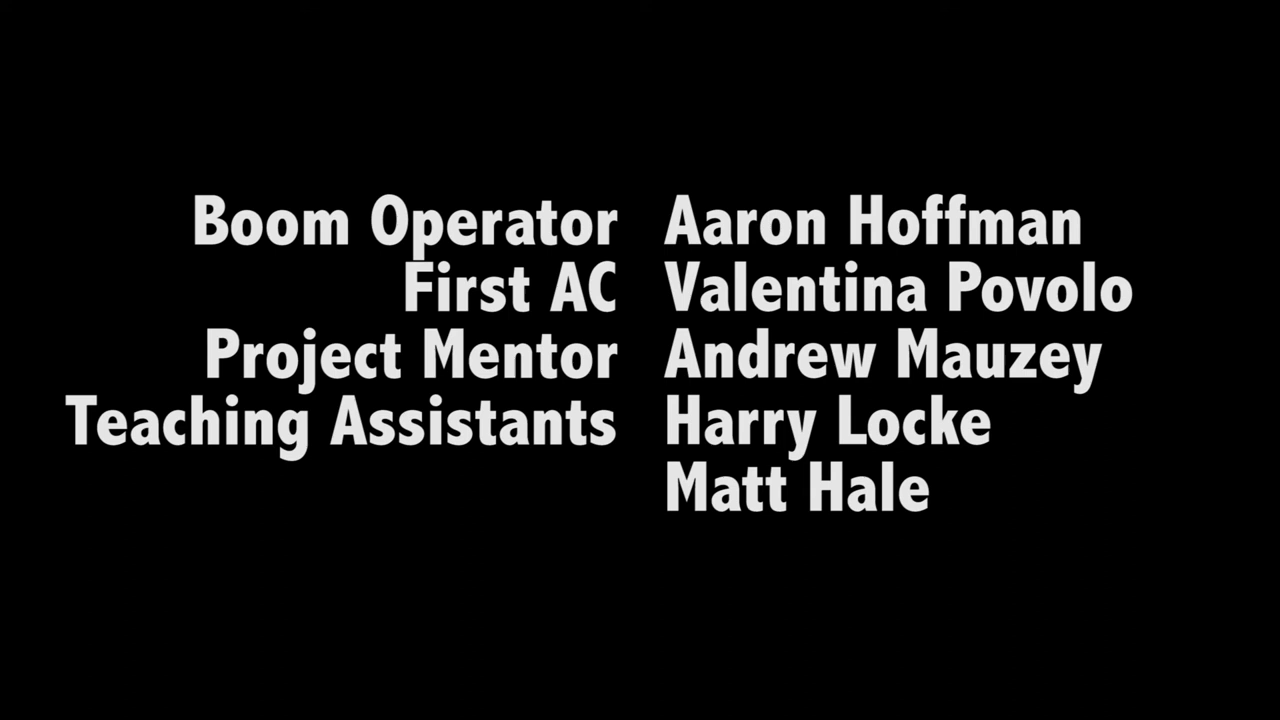 Boom Operator Aaron Hoffman
First AC Valentina Povolo
Project Mentor Andrew Mauzey
Teaching Assistants Harry Locke
Matt Hale